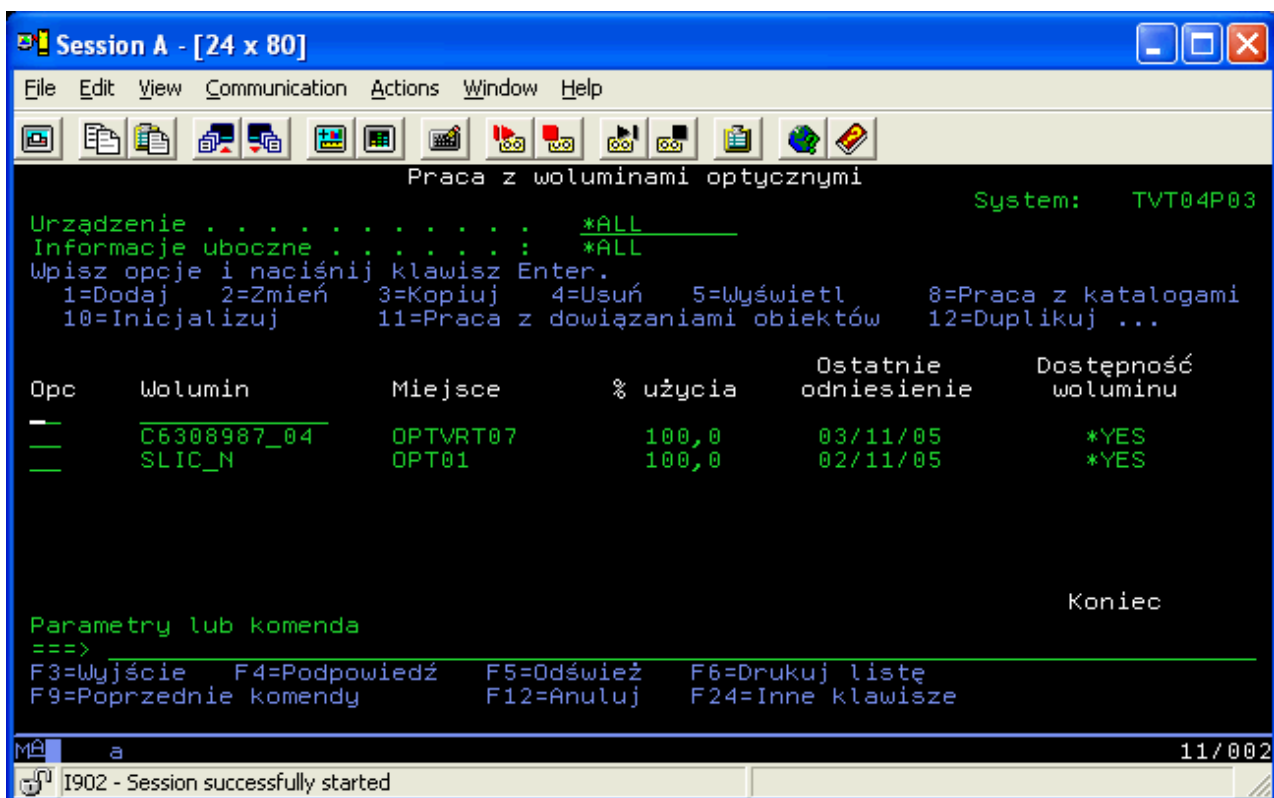 Session A - [24 x 80]
File Edit View Communication Actions Window Help
Praca z woluminami optycznymi
System: TVT04P03
Urządzenie . . . . . . . . . . . . *ALL
Informacje uboczne . . . . . . : *ALL
Wpisz opcje i naciśnij klawisz Enter.
1=Dodaj 2=Zmień 3=Kopiuj 4=Usuń 5=Wyświetl 8=Praca z katalogami
10=Inicjalizuj 11=Praca z dowiązaniami obiektów 12=Duplikuj ...
Ostatnie Dostępność
Opc Wolumin Miejsce % użycia odniesienie woluminu
C6308987_04 OPTVRT07 100,0 03/11/05 *YES
SLIC_N OPT01 100,0 02/11/05 *YES
Koniec
Parametry lub komenda
===>
F3=Wyjście F4=Podpowiedź F5=Odśwież F6=Drukuj listę
F9=Poprzednie komendy F12=Anuluj F24=Inne klawisze
MA a 11/002
I902 - Session successfully started